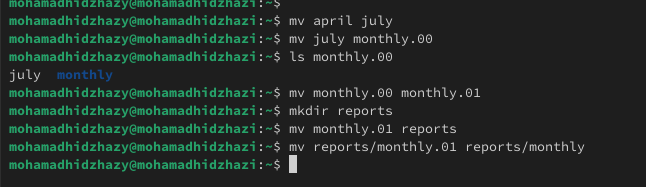 mohamadhidzhazy@mohamadhidzhazi:~$
mohamadhidzhazy@mohamadhidzhazi:~$ mv april july
mohamadhidzhazy@mohamadhidzhazi:~$ mv july monthly.00
mohamadhidzhazy@mohamadhidzhazi:~$ ls monthly.00
july  monthly
mohamadhidzhazy@mohamadhidzhazi:~$ mv monthly.00 monthly.01
mohamadhidzhazy@mohamadhidzhazi:~$ mkdir reports
mohamadhidzhazy@mohamadhidzhazi:~$ mv monthly.01 reports
mohamadhidzhazy@mohamadhidzhazi:~$ mv reports/monthly.01 reports/monthly
mohamadhidzhazy@mohamadhidzhazi:~$